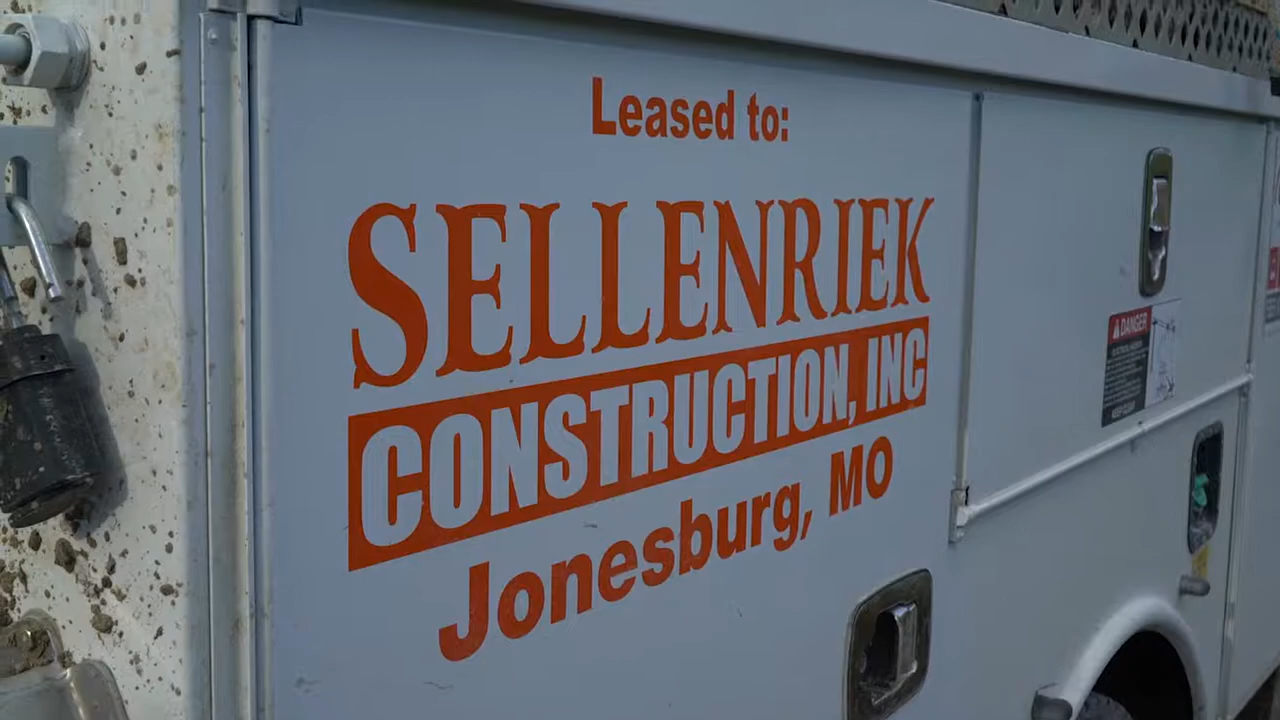 Leased to:
SELLENRIEK
CONSTRUCTION, INC
Jonesburg, MO
DANGER